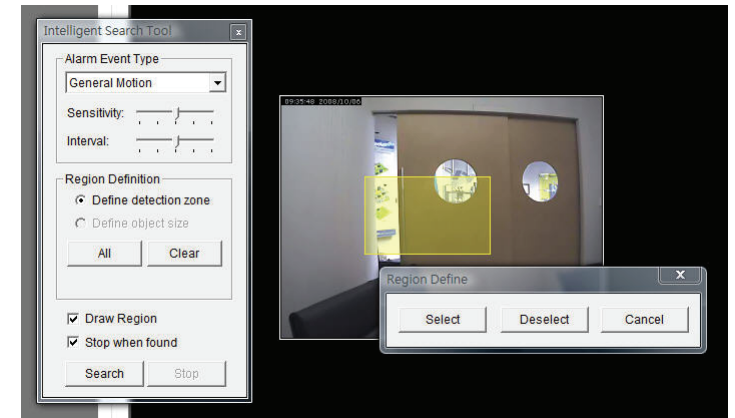 Intelligent Search Tool
x
Alarm Event Type
General Motion
Sensitivity:
Interval:
Region Definition
Define detection zone
Define object size
All Clear
Draw Region
Stop when found
Search Stop
09:35:48 2008/10/06
Region Define
x
Select Deselect Cancel